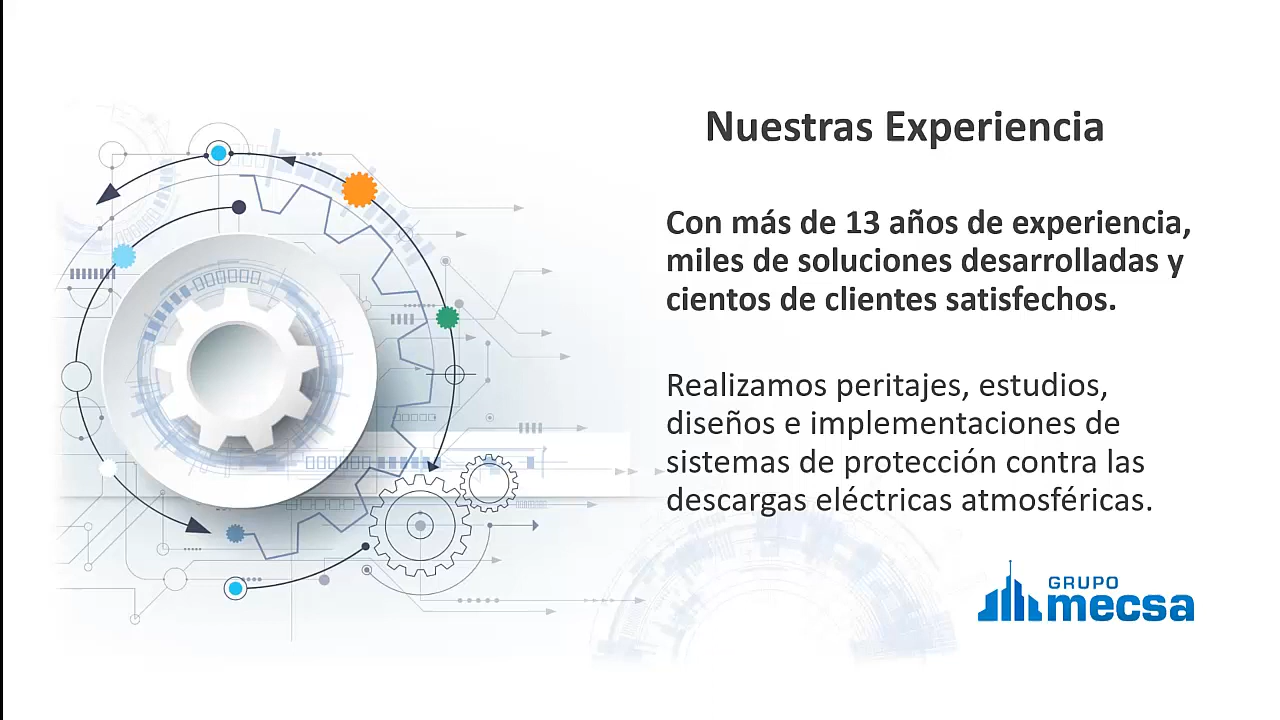 Nuestras Experiencia
Con más de 13 años de experiencia,
miles de soluciones desarrolladas y
cientos de clientes satisfechos.
Realizamos peritajes, estudios,
diseños e implementaciones de
sistemas de protección contra las
descargas eléctricas atmosféricas.
GRUPO
mecsa